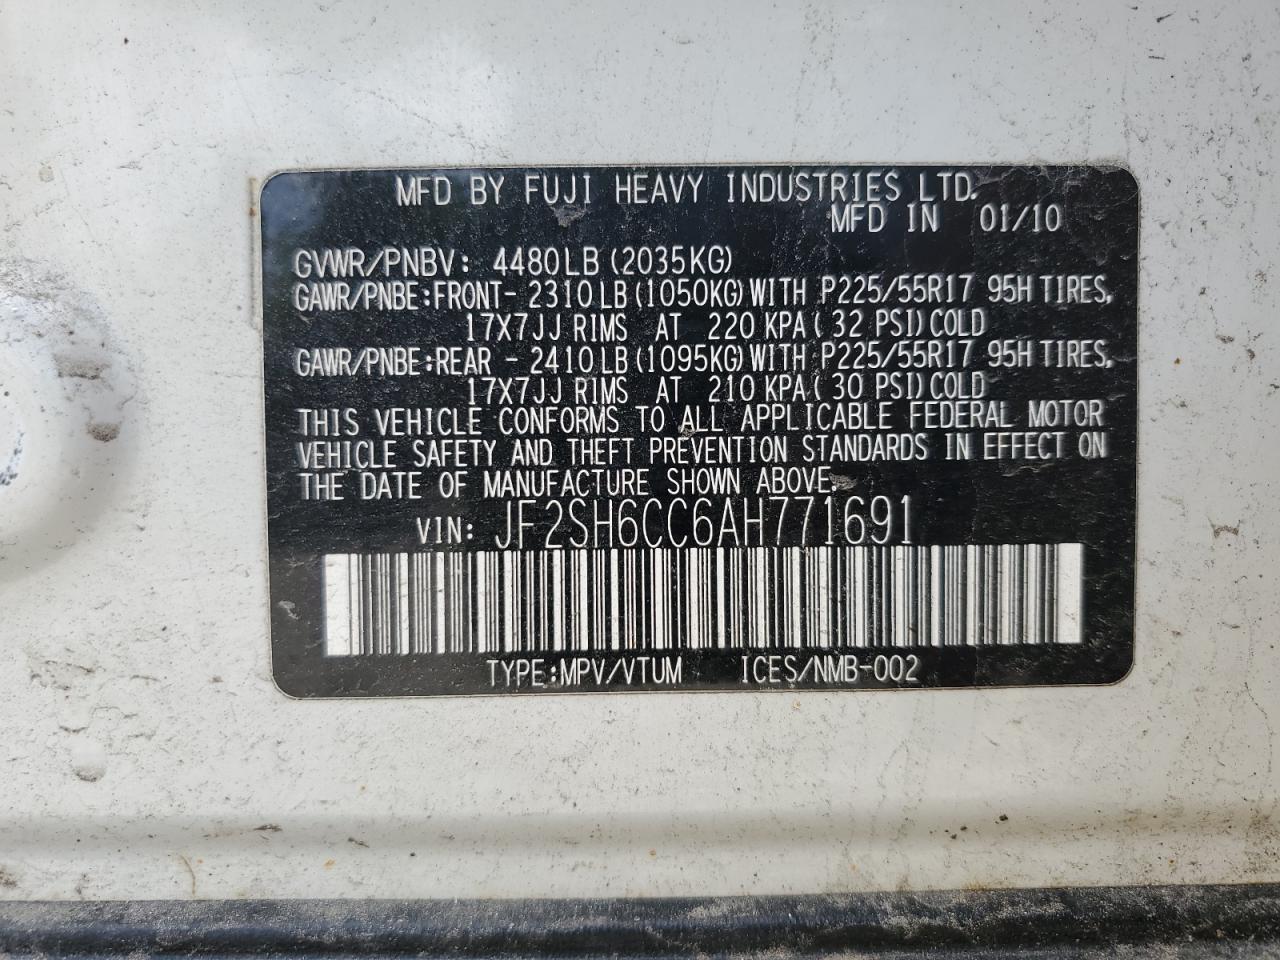 MFD BY FUJI HEAVY INDUSTRIES LTD.
MFD IN 01/10
GVWR/PNBV: 4480LB(2035KG)
GAWR/PNBE:FRONT- 2310LB(1050KG)WITH P225/55R17 95H TIRES,
17X7JJ RIMS AT 220 KPA( 32 PSI)COLD
GAWR/PNBE:REAR - 2410LB(1095KG)WITH P225/55R17 95H TIRES,
17X7JJ RIMS AT 210 KPA( 30 PSI)COLD
THIS VEHICLE CONFORMS TO ALL APPLICABLE FEDERAL MOTOR
VEHICLE SAFETY AND THEFT PREVENTION STANDARDS IN EFFECT ON
THE DATE OF MANUFACTURE SHOWN ABOVE.
VIN: JF2SH6CC6AH771691
TYPE:MPV/VTUM ICES/NMB-002